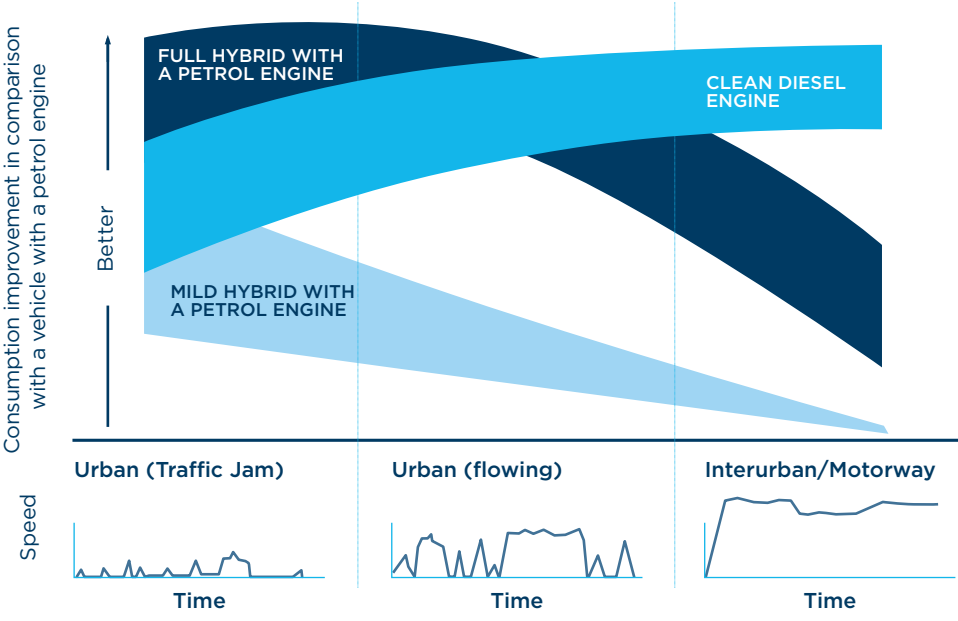 Consumption improvement in comparison
with a vehicle with a petrol engine
Better
FULL HYBRID WITH
A PETROL ENGINE
CLEAN DIESEL
ENGINE
MILD HYBRID WITH
A PETROL ENGINE
Urban (Traffic Jam)
Urban (flowing)
Interurban/Motorway
Speed
Time
Time
Time